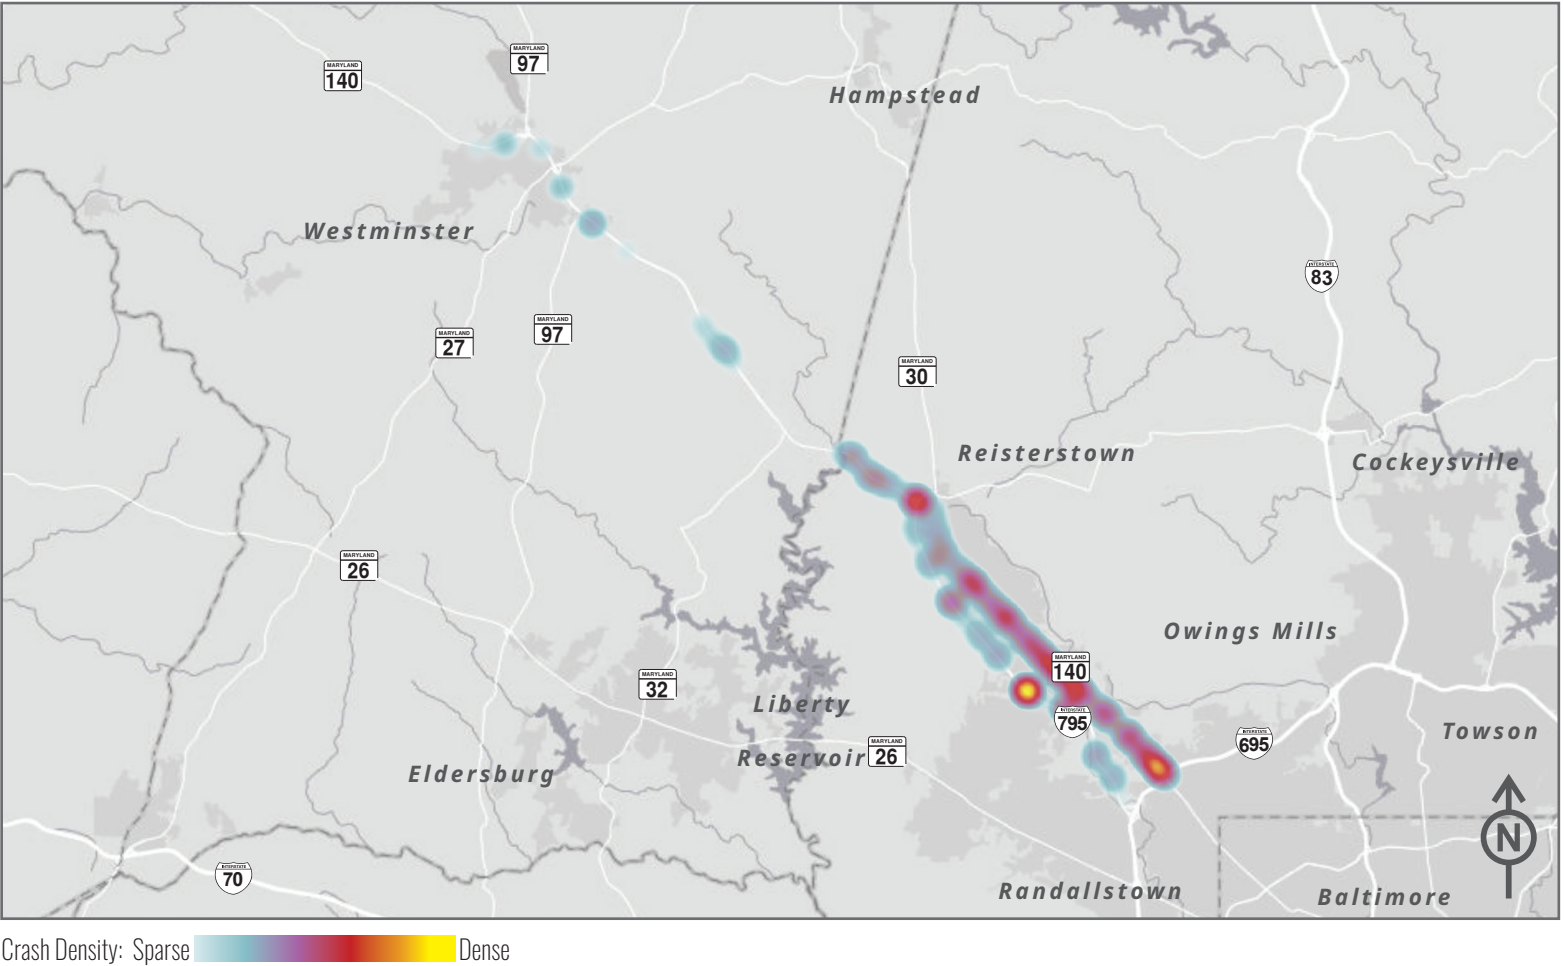 MARYLAND
97
MARYLAND
140
Hampstead
Westminster
INTERSTATE
83
MARYLAND
27
MARYLAND
97
MARYLAND
30
Reisterstown
Cockeysville
MARYLAND
26
Owings Mills
MARYLAND
140
MARYLAND
32
Liberty
Reservoir
INTERSTATE
795
INTERSTATE
695
Towson
MARYLAND
26
Eldersburg
N
INTERSTATE
70
Randallstown
Baltimore
Crash Density: Sparse Dense